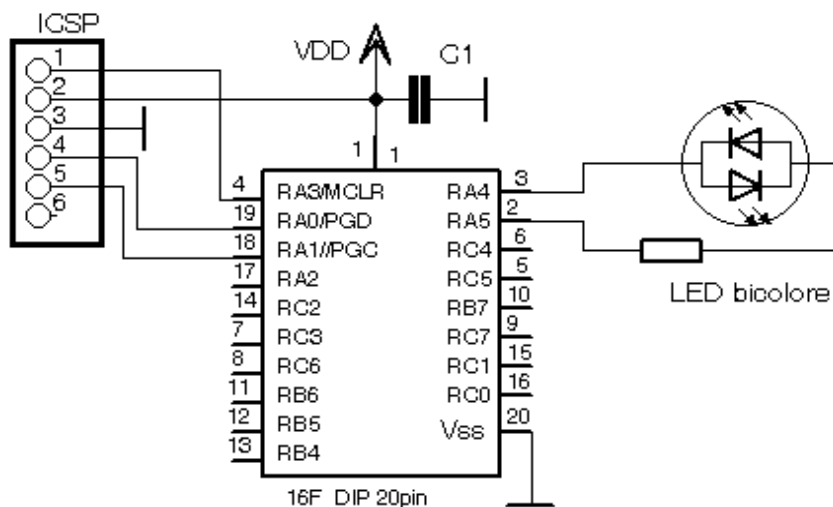 ICSP
1
2
3
4
5
6
VDD
C1
1 1
4 RA3/MCLR
19 RA0/PGD
18 RA1//PGC
17 RA2
14 RC2
7 RC3
8 RC6
11 RB6
12 RB5
13 RB4
RA4 3
RA5 2
RC4 6
RC5 5
RB7 10
RC7 9
RC1 15
RC0 16
Vss 20
16F DIP 20pin
LED bicolore